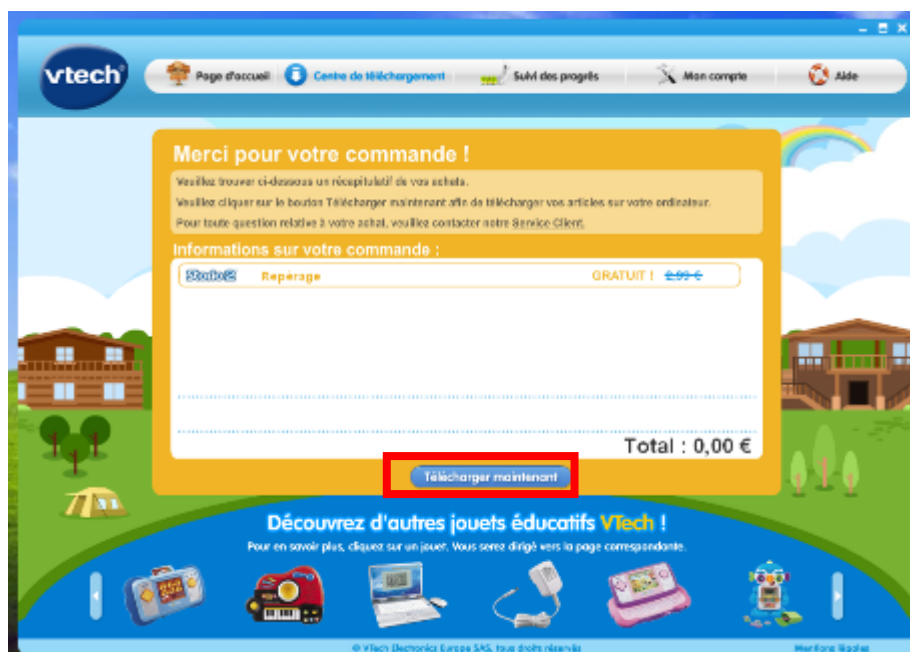 vtech
Page d'accueil
Centre de téléchargement
Suivi des progrès
Mon compte
Aide
Merci pour votre commande !
Veuillez trouver ci-dessous un récapitulatif de vos achats.
Veuillez cliquer sur le bouton Télécharger maintenant afin de télécharger vos articles sur votre ordinateur.
Pour toute question relative à votre achat, veuillez contacter notre Service Client.
Informations sur votre commande :
Repérage GRATUIT ! 2,99 €
Total : 0,00 €
Télécharger maintenant
Découvrez d'autres jouets éducatifs VTech !
Pour en savoir plus, cliquez sur un jouet. Vous serez dirigé vers la page correspondante.
© VTech Electronics Europe SAS, tous droits réservés
Mentions légales